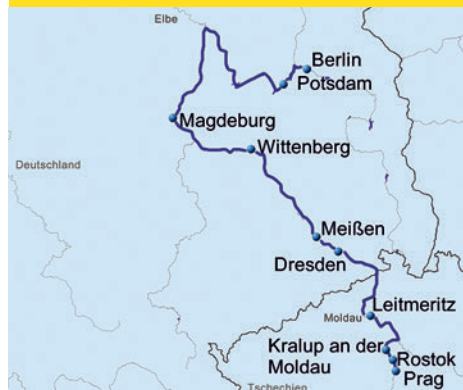 Elbe
Berlin
Potsdam
Magdeburg
Wittenberg
Deutschland
Meißen
Dresden
Leitmeritz
Moldau
Kralup an der
Moldau
Rostok
Prag
Tschechien